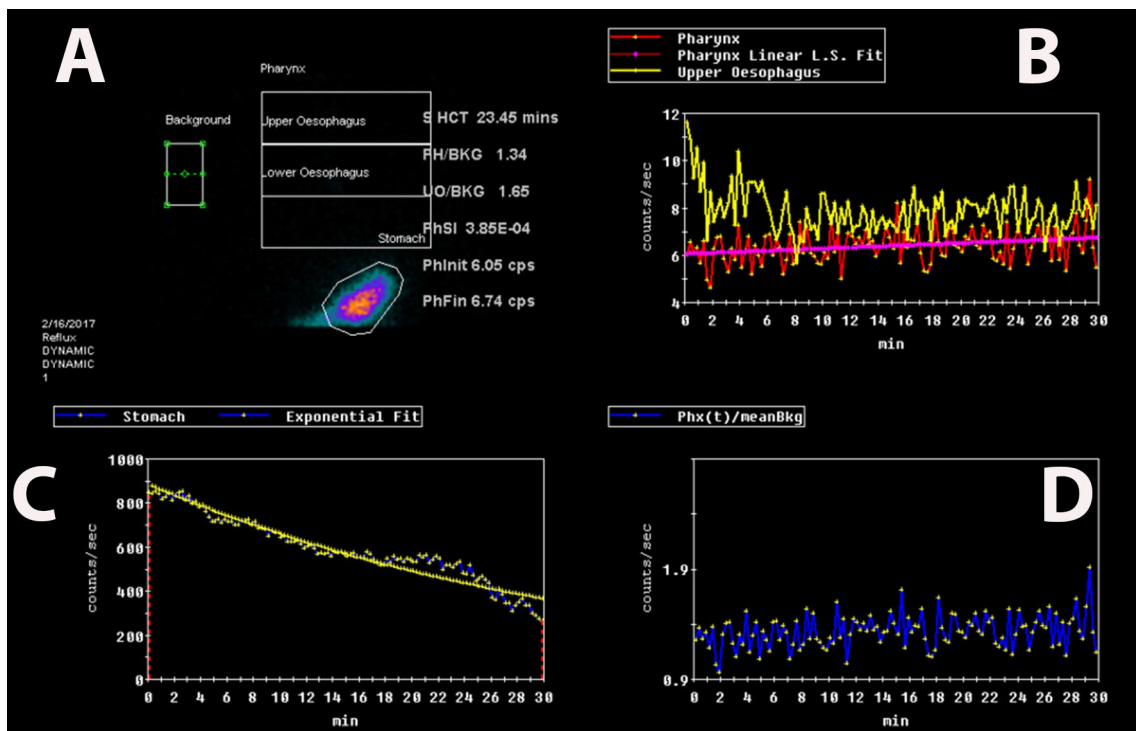 A
Pharynx
Background
Upper Oesophagus
S HCT 23.45 mins
PH/BKG 1.34
Lower Oesophagus
UO/BKG 1.65
PhSI 3.85E-04
Stomach
PhInit 6.05 cps
PhFin 6.74 cps
2/16/2017
Reflux
DYNAMIC
DYNAMIC
1
B
Pharynx
Pharynx Linear L.S. Fit
Upper Oesophagus
12
10
8
6
4
counts/sec
0 2 4 6 8 10 12 14 16 18 20 22 24 26 28 30
min
C
Stomach
Exponential Fit
1000
800
600
400
200
0
counts/sec
0 2 4 6 8 10 12 14 16 18 20 22 24 26 28 30
min
D
Phx(t)/meanBkg
1.9
0.9
counts/sec
0 2 4 6 8 10 12 14 16 18 20 22 24 26 28 30
min